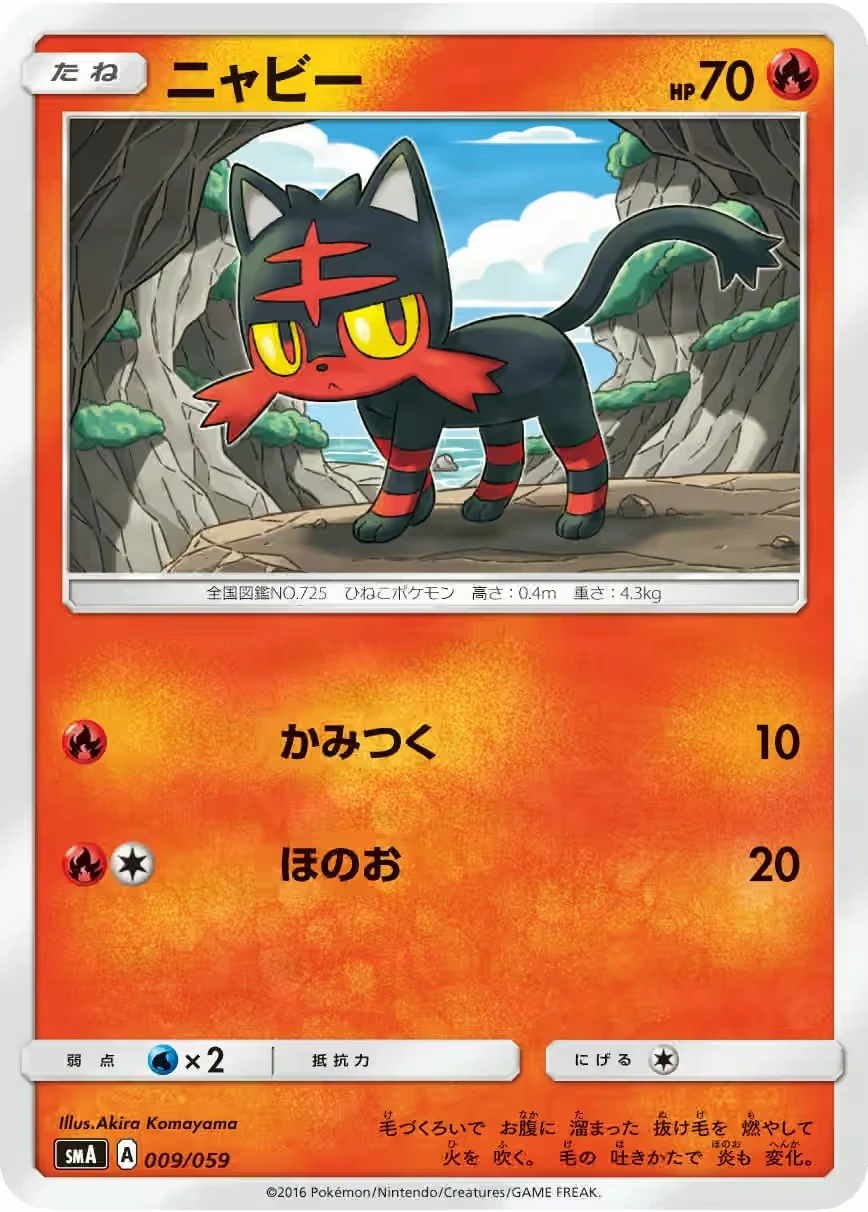 たね ニャビー HP70
全国図鑑NO.725 ひねこポケモン 高さ：0.4m 重さ：4.3kg
かみつく 10
ほのお 20
弱点 ×2 抵抗力 にげる
Illus.Akira Komayama
毛づくろいで お腹に 溜まった 抜け毛を 燃やして
火を 吹く。 毛の 吐きかたで 炎も 変化。
SMA A 009/059
©2016 Pokémon/Nintendo/Creatures/GAME FREAK.